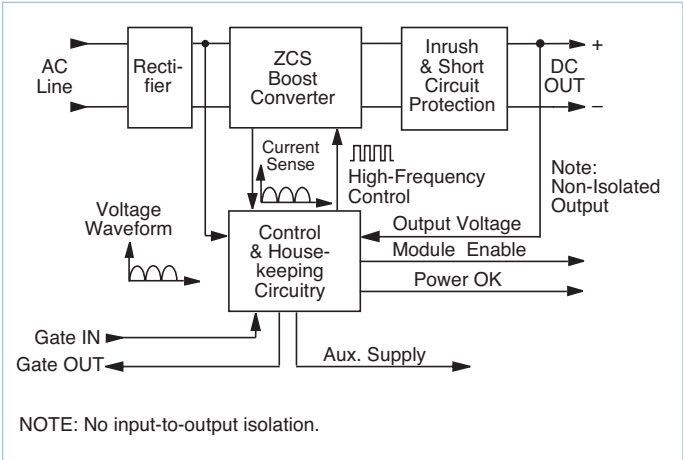 AC
Line
Recti-
fier
ZCS
Boost
Converter
Inrush
& Short
Circuit
Protection
+
DC
OUT
–
Current
Sense
High-Frequency
Control
Note:
Non-Isolated
Output
Voltage
Waveform
Control
& House-
keeping
Circuitry
Output Voltage
Module Enable
Power OK
Gate IN
Gate OUT
Aux. Supply
NOTE: No input-to-output isolation.